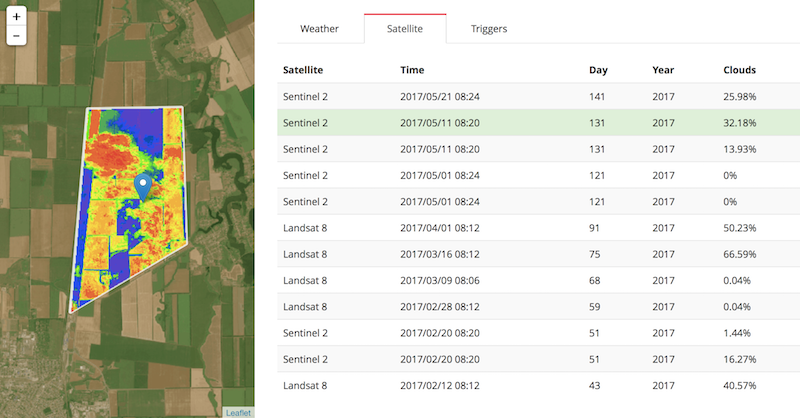 +
−
Leaflet
Weather Satellite Triggers
Satellite Time Day Year Clouds
Sentinel 2 2017/05/21 08:24 141 2017 25.98%
Sentinel 2 2017/05/11 08:20 131 2017 32.18%
Sentinel 2 2017/05/11 08:20 131 2017 13.93%
Sentinel 2 2017/05/01 08:24 121 2017 0%
Sentinel 2 2017/05/01 08:24 121 2017 0%
Landsat 8 2017/04/01 08:12 91 2017 50.23%
Landsat 8 2017/03/16 08:12 75 2017 66.59%
Landsat 8 2017/03/09 08:06 68 2017 0.04%
Landsat 8 2017/02/28 08:12 59 2017 0.04%
Sentinel 2 2017/02/20 08:20 51 2017 1.44%
Sentinel 2 2017/02/20 08:20 51 2017 16.27%
Landsat 8 2017/02/12 08:12 43 2017 40.57%